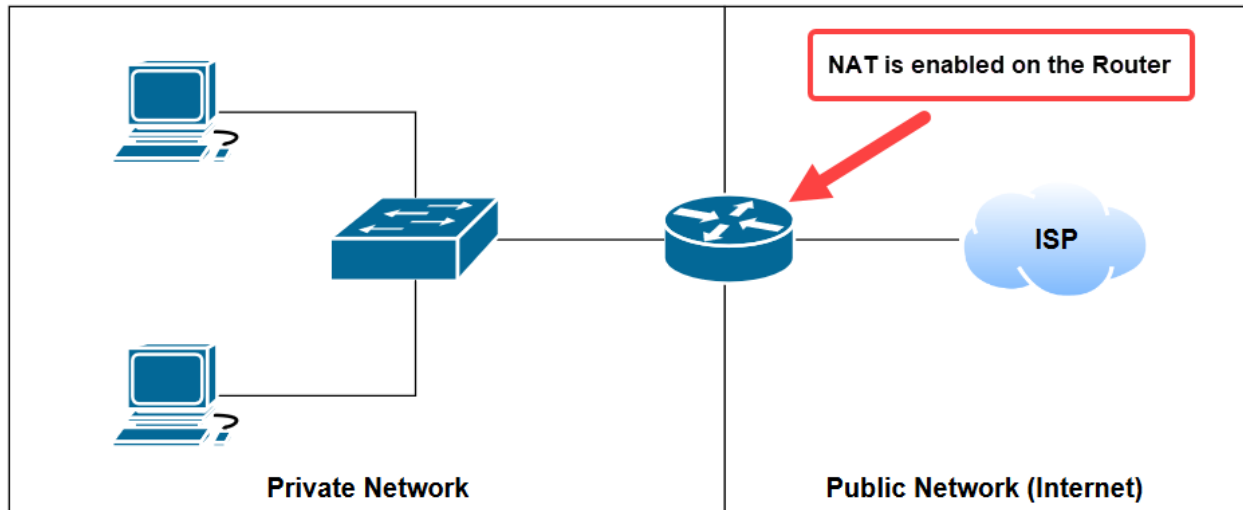 NAT is enabled on the Router
ISP
Private Network
Public Network (Internet)